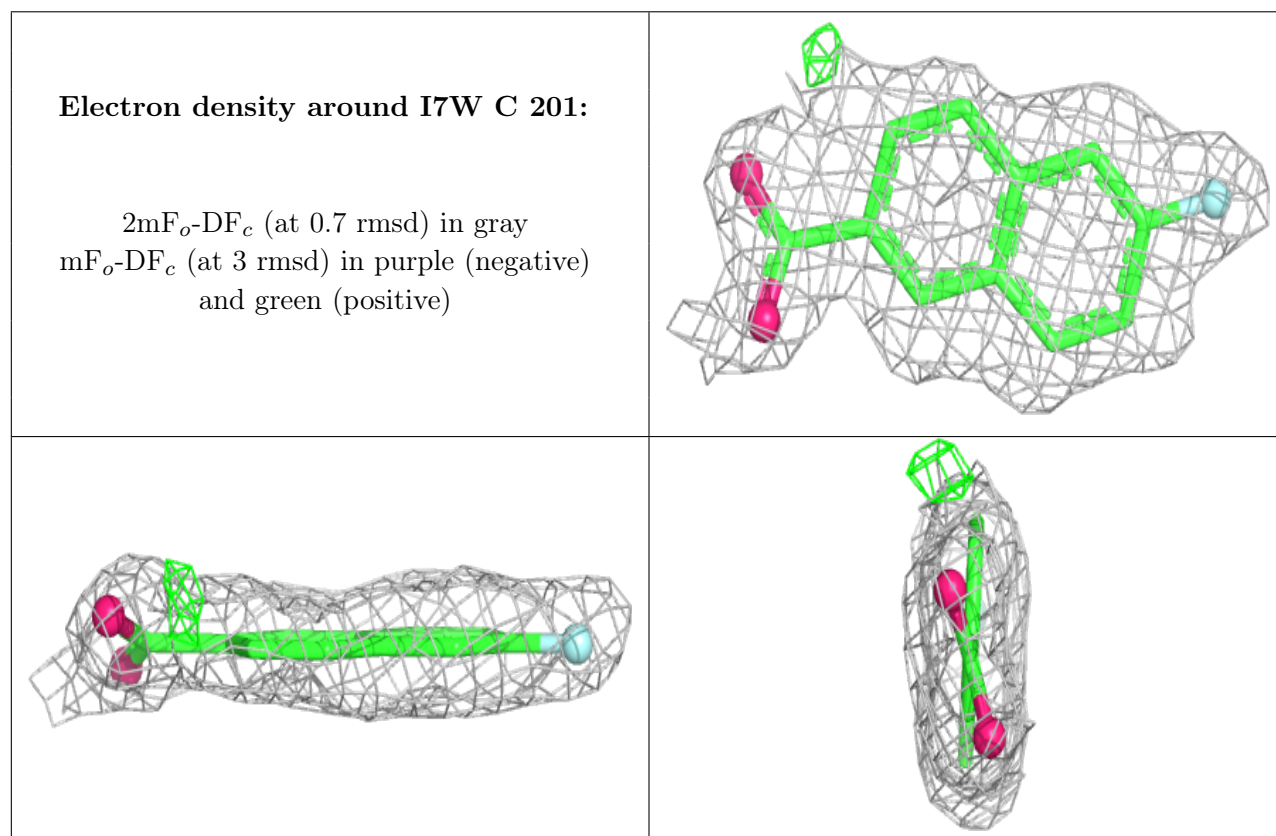 Electron density around I7W C 201:
2mFₒ-DF𝒸 (at 0.7 rmsd) in gray
mFₒ-DF𝒸 (at 3 rmsd) in purple (negative)
and green (positive)